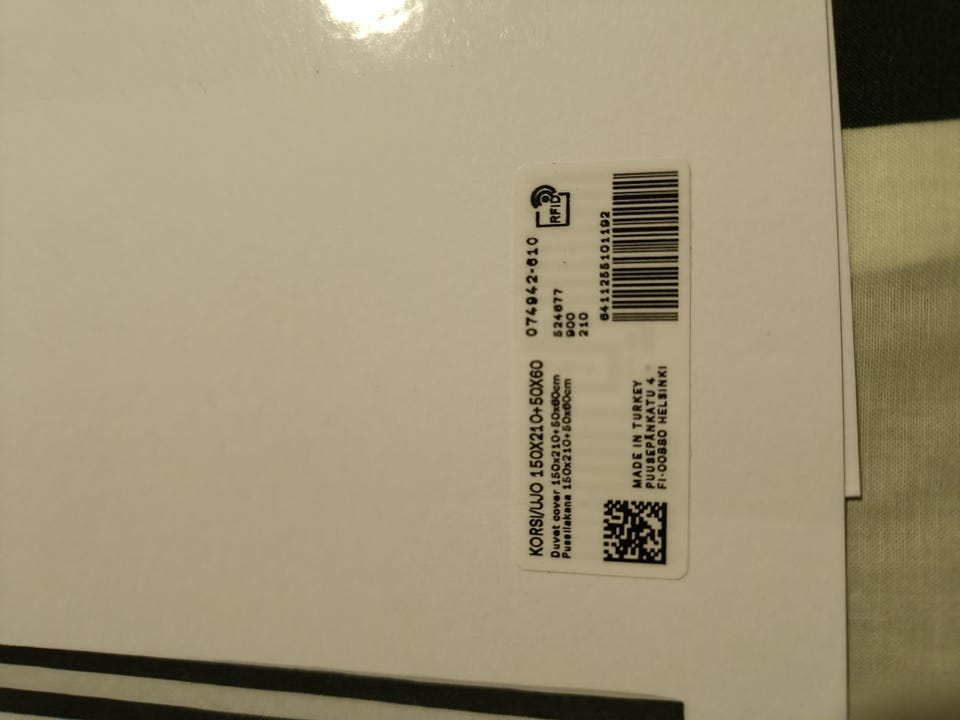 KORSI/UJO 150X210+50X60
074942-610
RFID
Duvet cover 150x210+50x60cm
Pussilakana 150x210+50x60cm
524677
900
210
MADE IN TURKEY
PUUSEPÄNKATU 4
FI-00880 HELSINKI
6411255101192